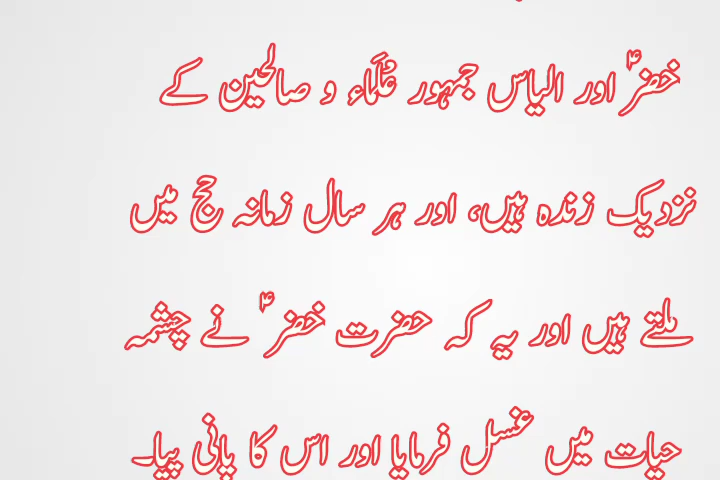 خضرؑ اور الیاس جمہور عُلَماء و صالحین کے
نزدیک زندہ ہیں، اور ہر سال زمانہ حج میں
ملتے ہیں اور یہ کہ حضرت خضرؑ نے چشمہ
حیات میں غسل فرمایا اور اس کا پانی پیا۔